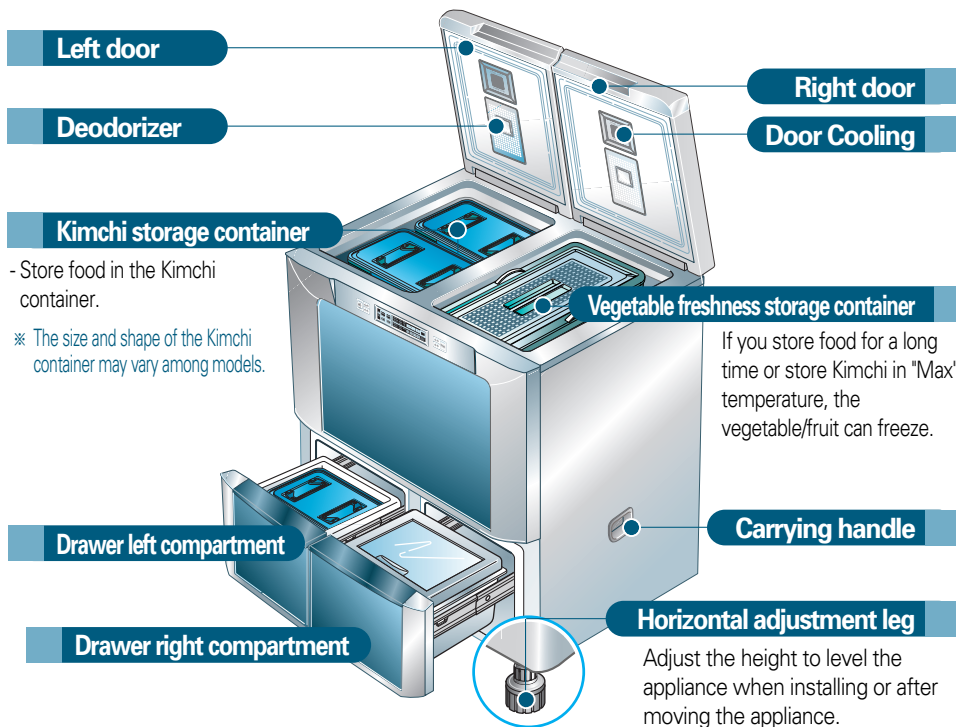 Left door
Right door
Deodorizer
Door Cooling
Kimchi storage container
- Store food in the Kimchi
container.
※ The size and shape of the Kimchi
container may vary among models.
Vegetable freshness storage container
If you store food for a long
time or store Kimchi in "Max"
temperature, the
vegetable/fruit can freeze.
Drawer left compartment
Carrying handle
Drawer right compartment
Horizontal adjustment leg
Adjust the height to level the
appliance when installing or after
moving the appliance.